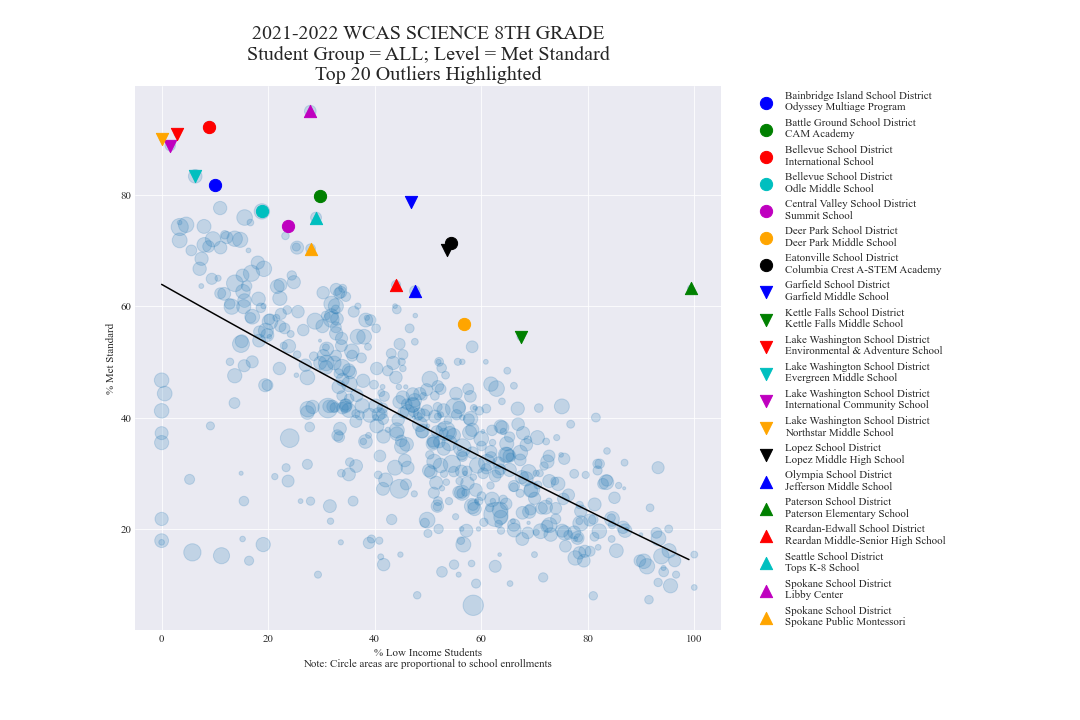 2021-2022 WCAS SCIENCE 8TH GRADE
Student Group = ALL; Level = Met Standard
Top 20 Outliers Highlighted
% Met Standard
80
60
40
20
0
20
40
60
80
100
% Low Income Students
Note: Circle areas are proportional to school enrollments
Bainbridge Island School District
Odyssey Multiage Program
Battle Ground School District
CAM Academy
Bellevue School District
International School
Bellevue School District
Odle Middle School
Central Valley School District
Summit School
Deer Park School District
Deer Park Middle School
Eatonville School District
Columbia Crest A-STEM Academy
Garfield School District
Garfield Middle School
Kettle Falls School District
Kettle Falls Middle School
Lake Washington School District
Environmental & Adventure School
Lake Washington School District
Evergreen Middle School
Lake Washington School District
International Community School
Lake Washington School District
Northstar Middle School
Lopez School District
Lopez Middle High School
Olympia School District
Jefferson Middle School
Paterson School District
Paterson Elementary School
Reardan-Edwall School District
Reardan Middle-Senior High School
Seattle School District
Tops K-8 School
Spokane School District
Libby Center
Spokane School District
Spokane Public Montessori